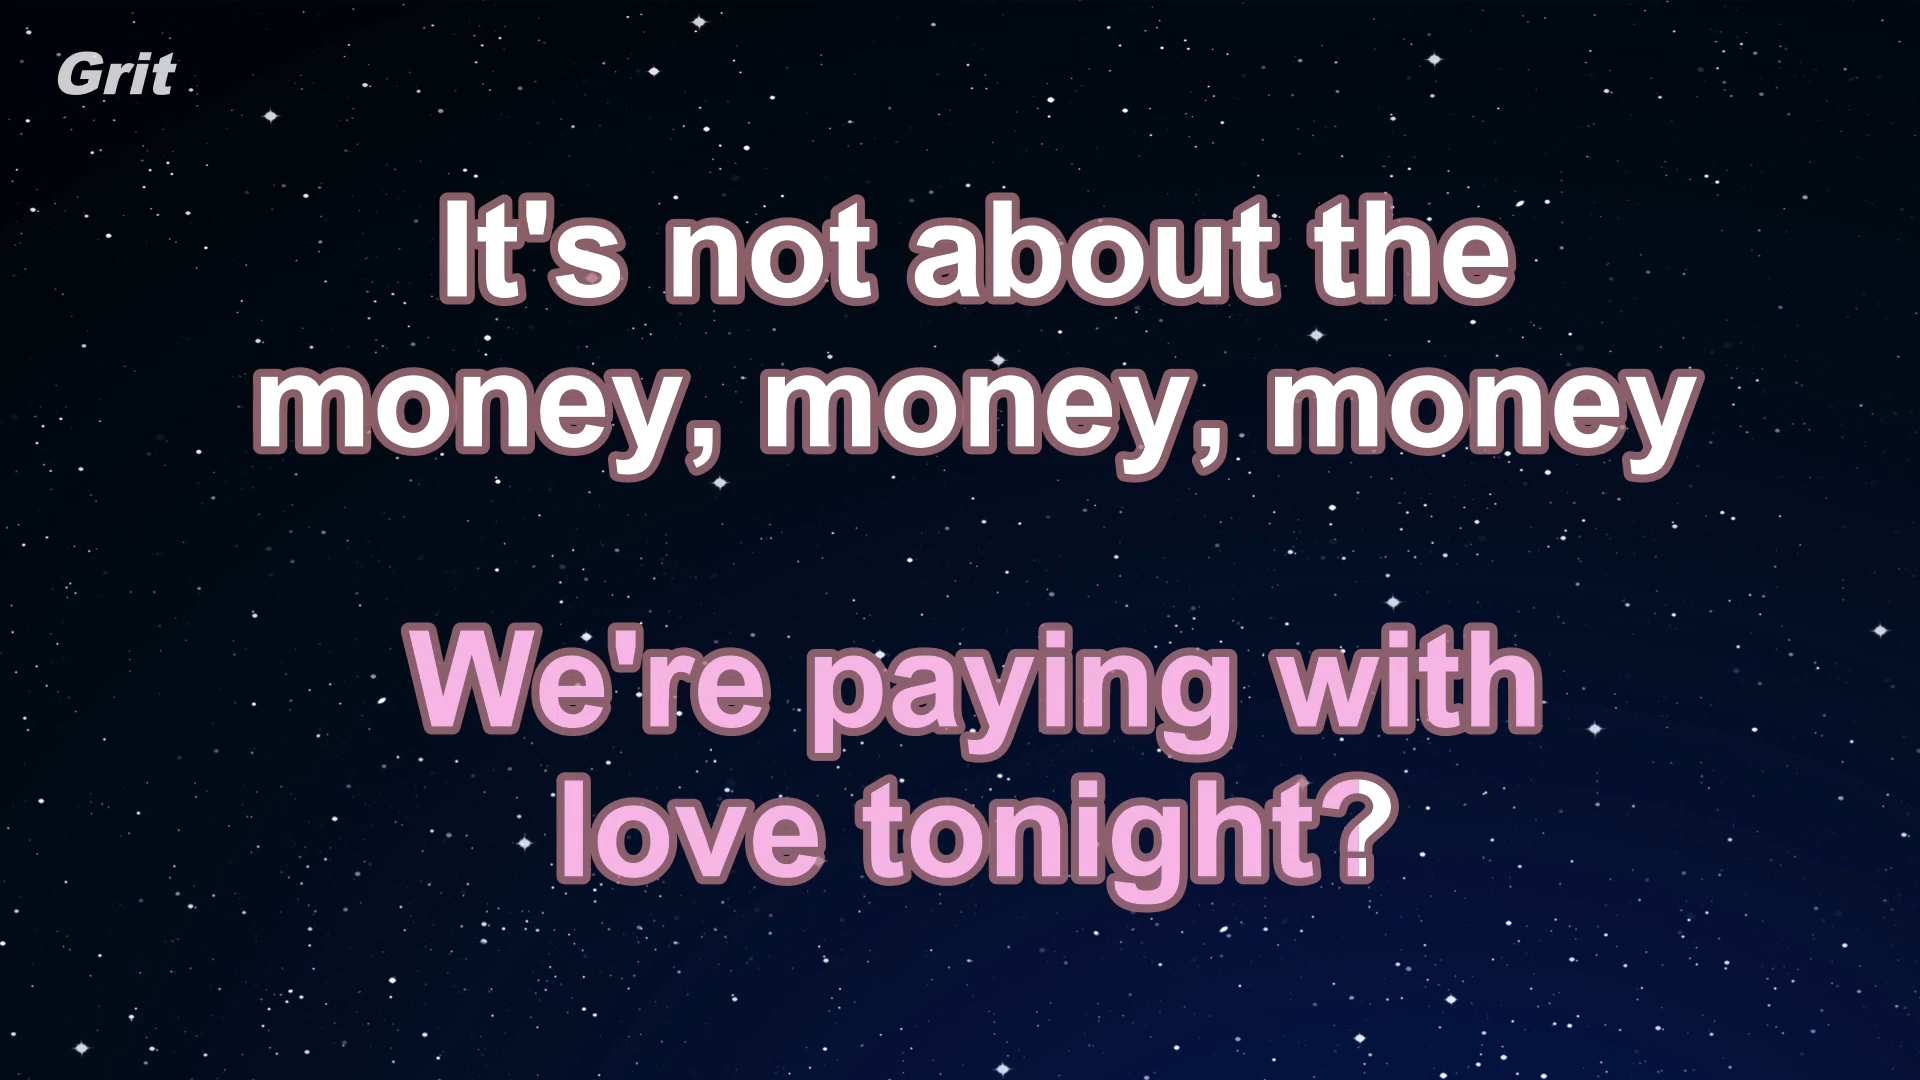 Grit
It's not about the
money, money, money
We're paying with
love tonight?